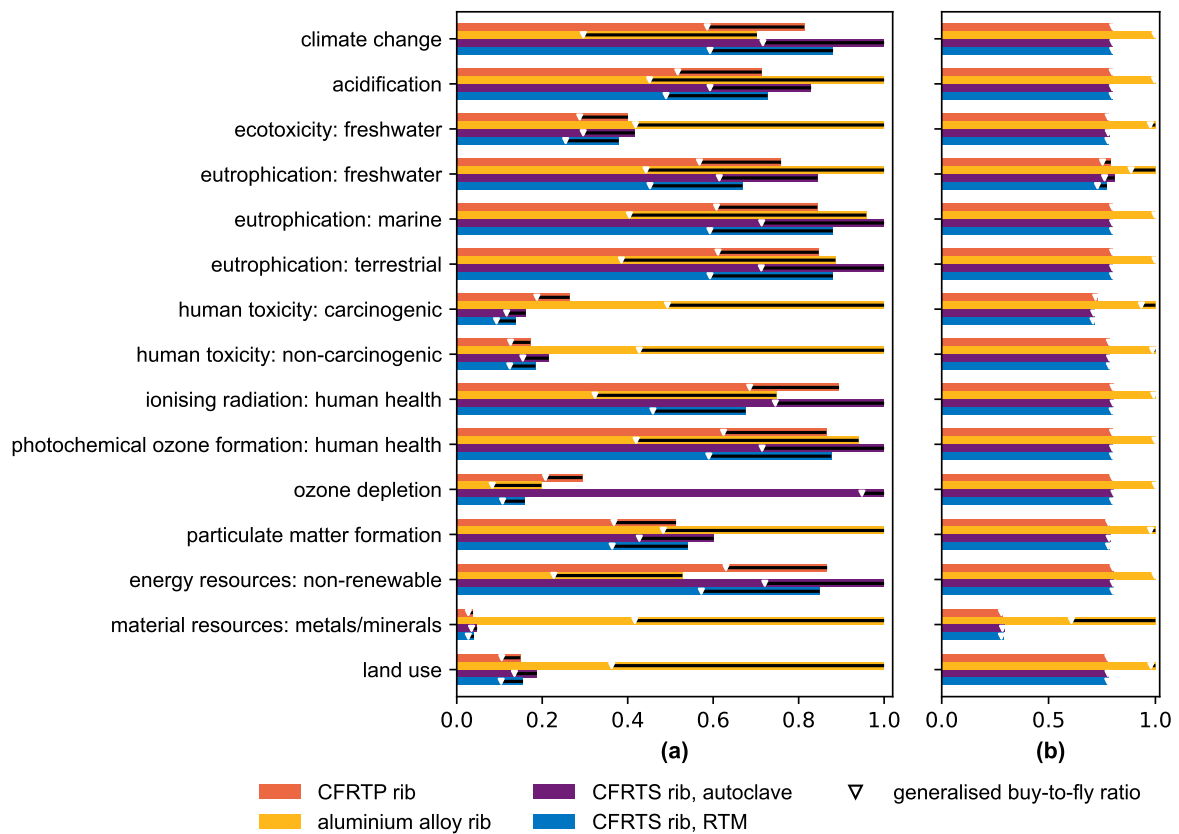 climate change
acidification
ecotoxicity: freshwater
eutrophication: freshwater
eutrophication: marine
eutrophication: terrestrial
human toxicity: carcinogenic
human toxicity: non-carcinogenic
ionising radiation: human health
photochemical ozone formation: human health
ozone depletion
particulate matter formation
energy resources: non-renewable
material resources: metals/minerals
land use
0.0 0.2 0.4 0.6 0.8 1.0 0.0 0.5 1.0
(a) (b)
CFRTP rib CFRTS rib, autoclave generalised buy-to-fly ratio
aluminium alloy rib CFRTS rib, RTM